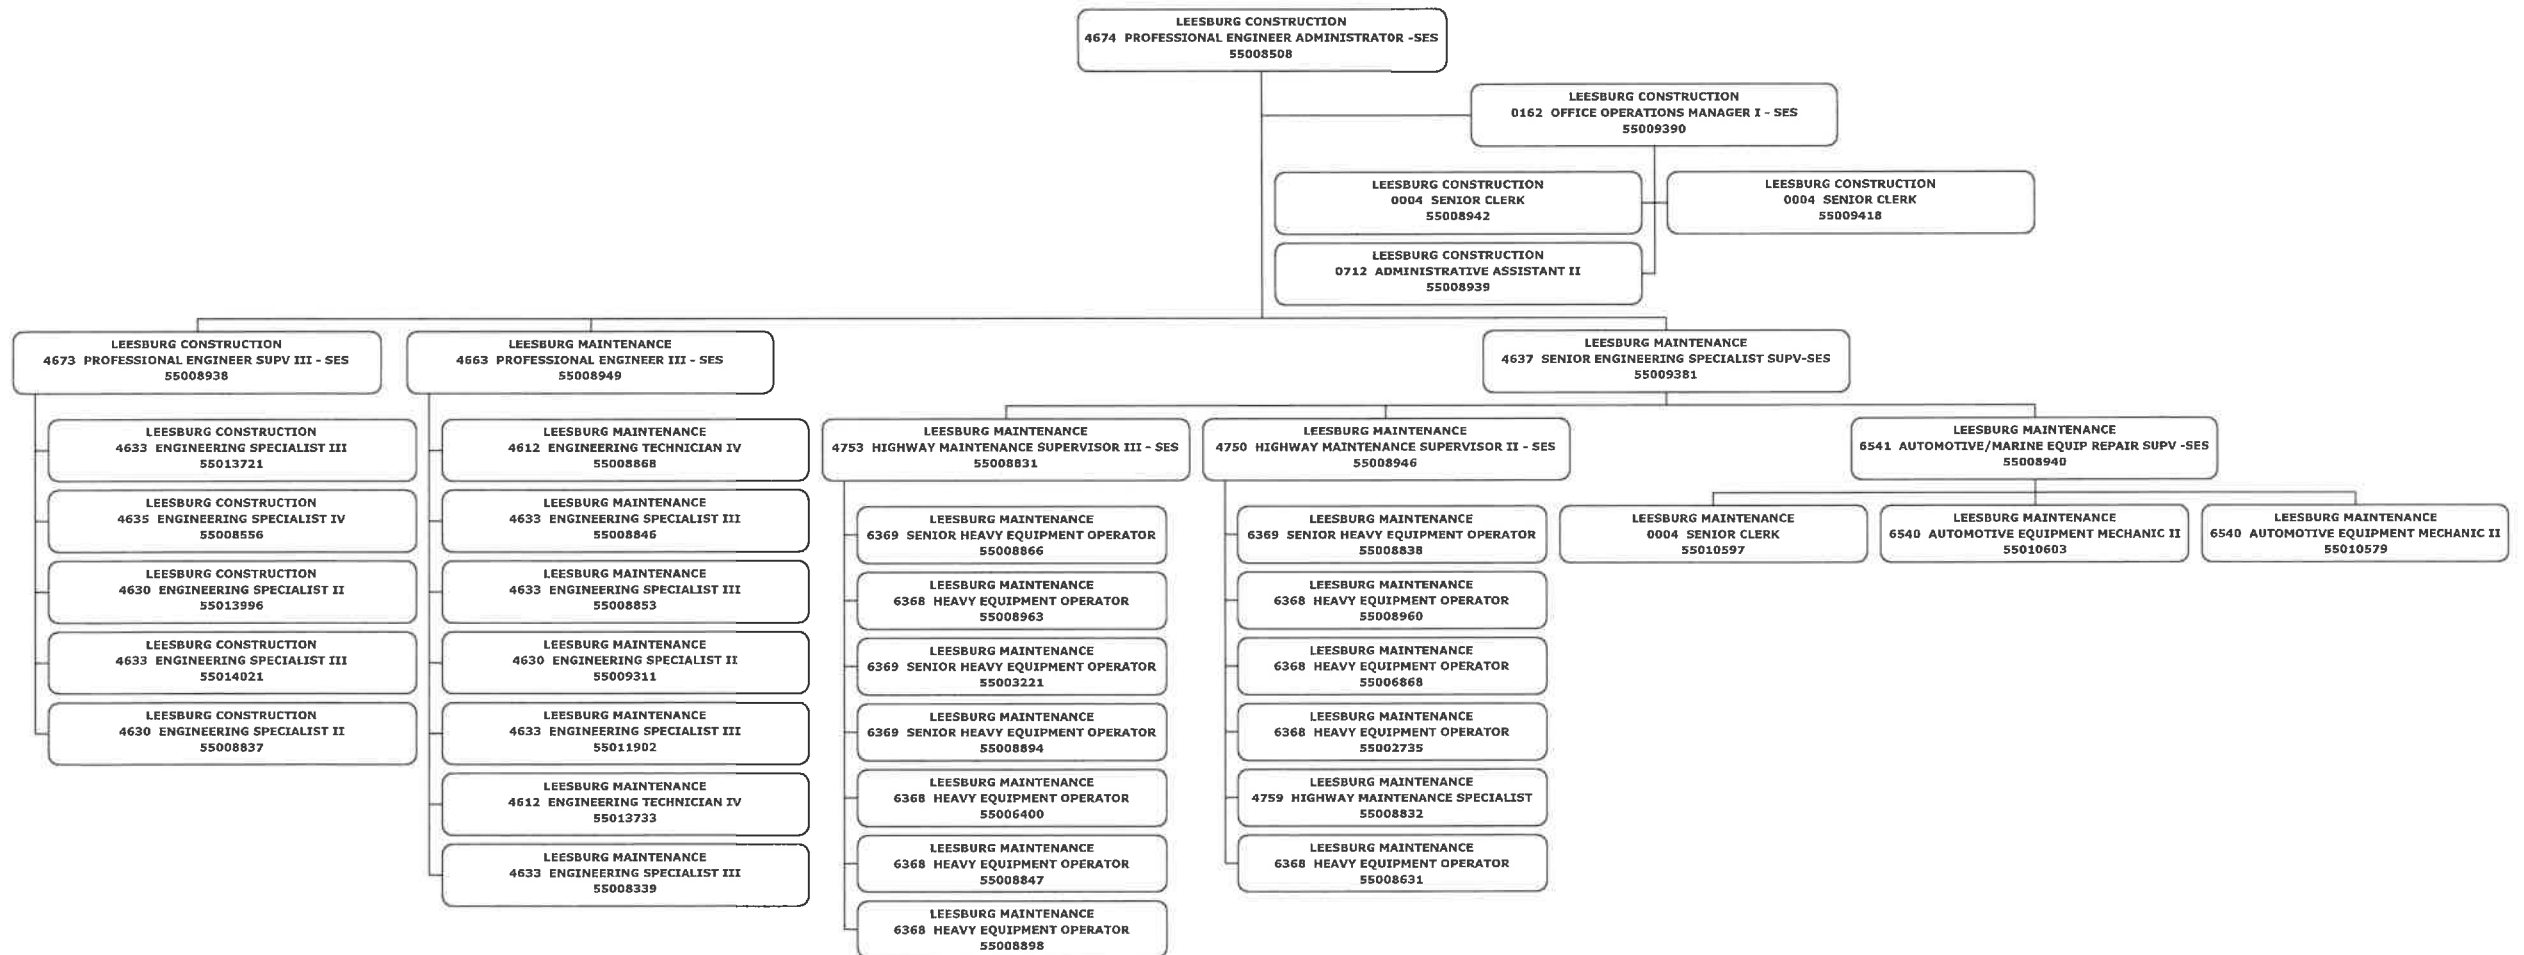 LEESBURG CONSTRUCTION
4674 PROFESSIONAL ENGINEER ADMINISTRATOR -SES
55008508
LEESBURG CONSTRUCTION
0162 OFFICE OPERATIONS MANAGER I - SES
55009390
LEESBURG CONSTRUCTION
0004 SENIOR CLERK
55008942
LEESBURG CONSTRUCTION
0004 SENIOR CLERK
55009418
LEESBURG CONSTRUCTION
0712 ADMINISTRATIVE ASSISTANT II
55008939
LEESBURG CONSTRUCTION
4673 PROFESSIONAL ENGINEER SUPV III - SES
55008938
LEESBURG CONSTRUCTION
4633 ENGINEERING SPECIALIST III
55013721
LEESBURG CONSTRUCTION
4635 ENGINEERING SPECIALIST IV
55008556
LEESBURG CONSTRUCTION
4630 ENGINEERING SPECIALIST II
55013996
LEESBURG CONSTRUCTION
4633 ENGINEERING SPECIALIST III
55014021
LEESBURG CONSTRUCTION
4630 ENGINEERING SPECIALIST II
55008837
LEESBURG MAINTENANCE
4663 PROFESSIONAL ENGINEER III - SES
55008949
LEESBURG MAINTENANCE
4612 ENGINEERING TECHNICIAN IV
55008868
LEESBURG MAINTENANCE
4633 ENGINEERING SPECIALIST III
55008846
LEESBURG MAINTENANCE
4633 ENGINEERING SPECIALIST III
55008853
LEESBURG MAINTENANCE
4630 ENGINEERING SPECIALIST II
55009311
LEESBURG MAINTENANCE
4633 ENGINEERING SPECIALIST III
55011902
LEESBURG MAINTENANCE
4612 ENGINEERING TECHNICIAN IV
55013733
LEESBURG MAINTENANCE
4633 ENGINEERING SPECIALIST III
55008339
LEESBURG MAINTENANCE
4637 SENIOR ENGINEERING SPECIALIST SUPV-SES
55009381
LEESBURG MAINTENANCE
4753 HIGHWAY MAINTENANCE SUPERVISOR III - SES
55008831
LEESBURG MAINTENANCE
6369 SENIOR HEAVY EQUIPMENT OPERATOR
55008866
LEESBURG MAINTENANCE
6368 HEAVY EQUIPMENT OPERATOR
55008963
LEESBURG MAINTENANCE
6369 SENIOR HEAVY EQUIPMENT OPERATOR
55003221
LEESBURG MAINTENANCE
6369 SENIOR HEAVY EQUIPMENT OPERATOR
55008894
LEESBURG MAINTENANCE
6368 HEAVY EQUIPMENT OPERATOR
55006400
LEESBURG MAINTENANCE
6368 HEAVY EQUIPMENT OPERATOR
55008847
LEESBURG MAINTENANCE
6368 HEAVY EQUIPMENT OPERATOR
55008898
LEESBURG MAINTENANCE
4750 HIGHWAY MAINTENANCE SUPERVISOR II - SES
55008946
LEESBURG MAINTENANCE
6369 SENIOR HEAVY EQUIPMENT OPERATOR
55008838
LEESBURG MAINTENANCE
6368 HEAVY EQUIPMENT OPERATOR
55008960
LEESBURG MAINTENANCE
6368 HEAVY EQUIPMENT OPERATOR
55006868
LEESBURG MAINTENANCE
6368 HEAVY EQUIPMENT OPERATOR
55002735
LEESBURG MAINTENANCE
4759 HIGHWAY MAINTENANCE SPECIALIST
55008832
LEESBURG MAINTENANCE
6368 HEAVY EQUIPMENT OPERATOR
55008631
LEESBURG MAINTENANCE
6541 AUTOMOTIVE/MARINE EQUIP REPAIR SUPV -SES
55008940
LEESBURG MAINTENANCE
0004 SENIOR CLERK
55010597
LEESBURG MAINTENANCE
6540 AUTOMOTIVE EQUIPMENT MECHANIC II
55010603
LEESBURG MAINTENANCE
6540 AUTOMOTIVE EQUIPMENT MECHANIC II
55010579